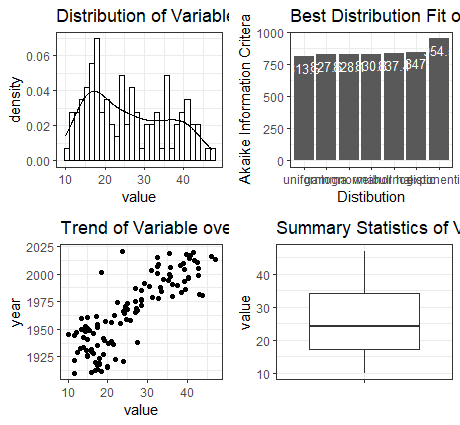 Distribution of Variable
density
0.06
0.04
0.02
0.00
10 20 30 40
value
Best Distribution Fit o
Akaike Information Critera
1000
750
500
250
0
Distibution
Trend of Variable ove
year
2025
2000
1975
1950
1925
10 20 30 40
value
Summary Statistics of V
value
40
30
20
10